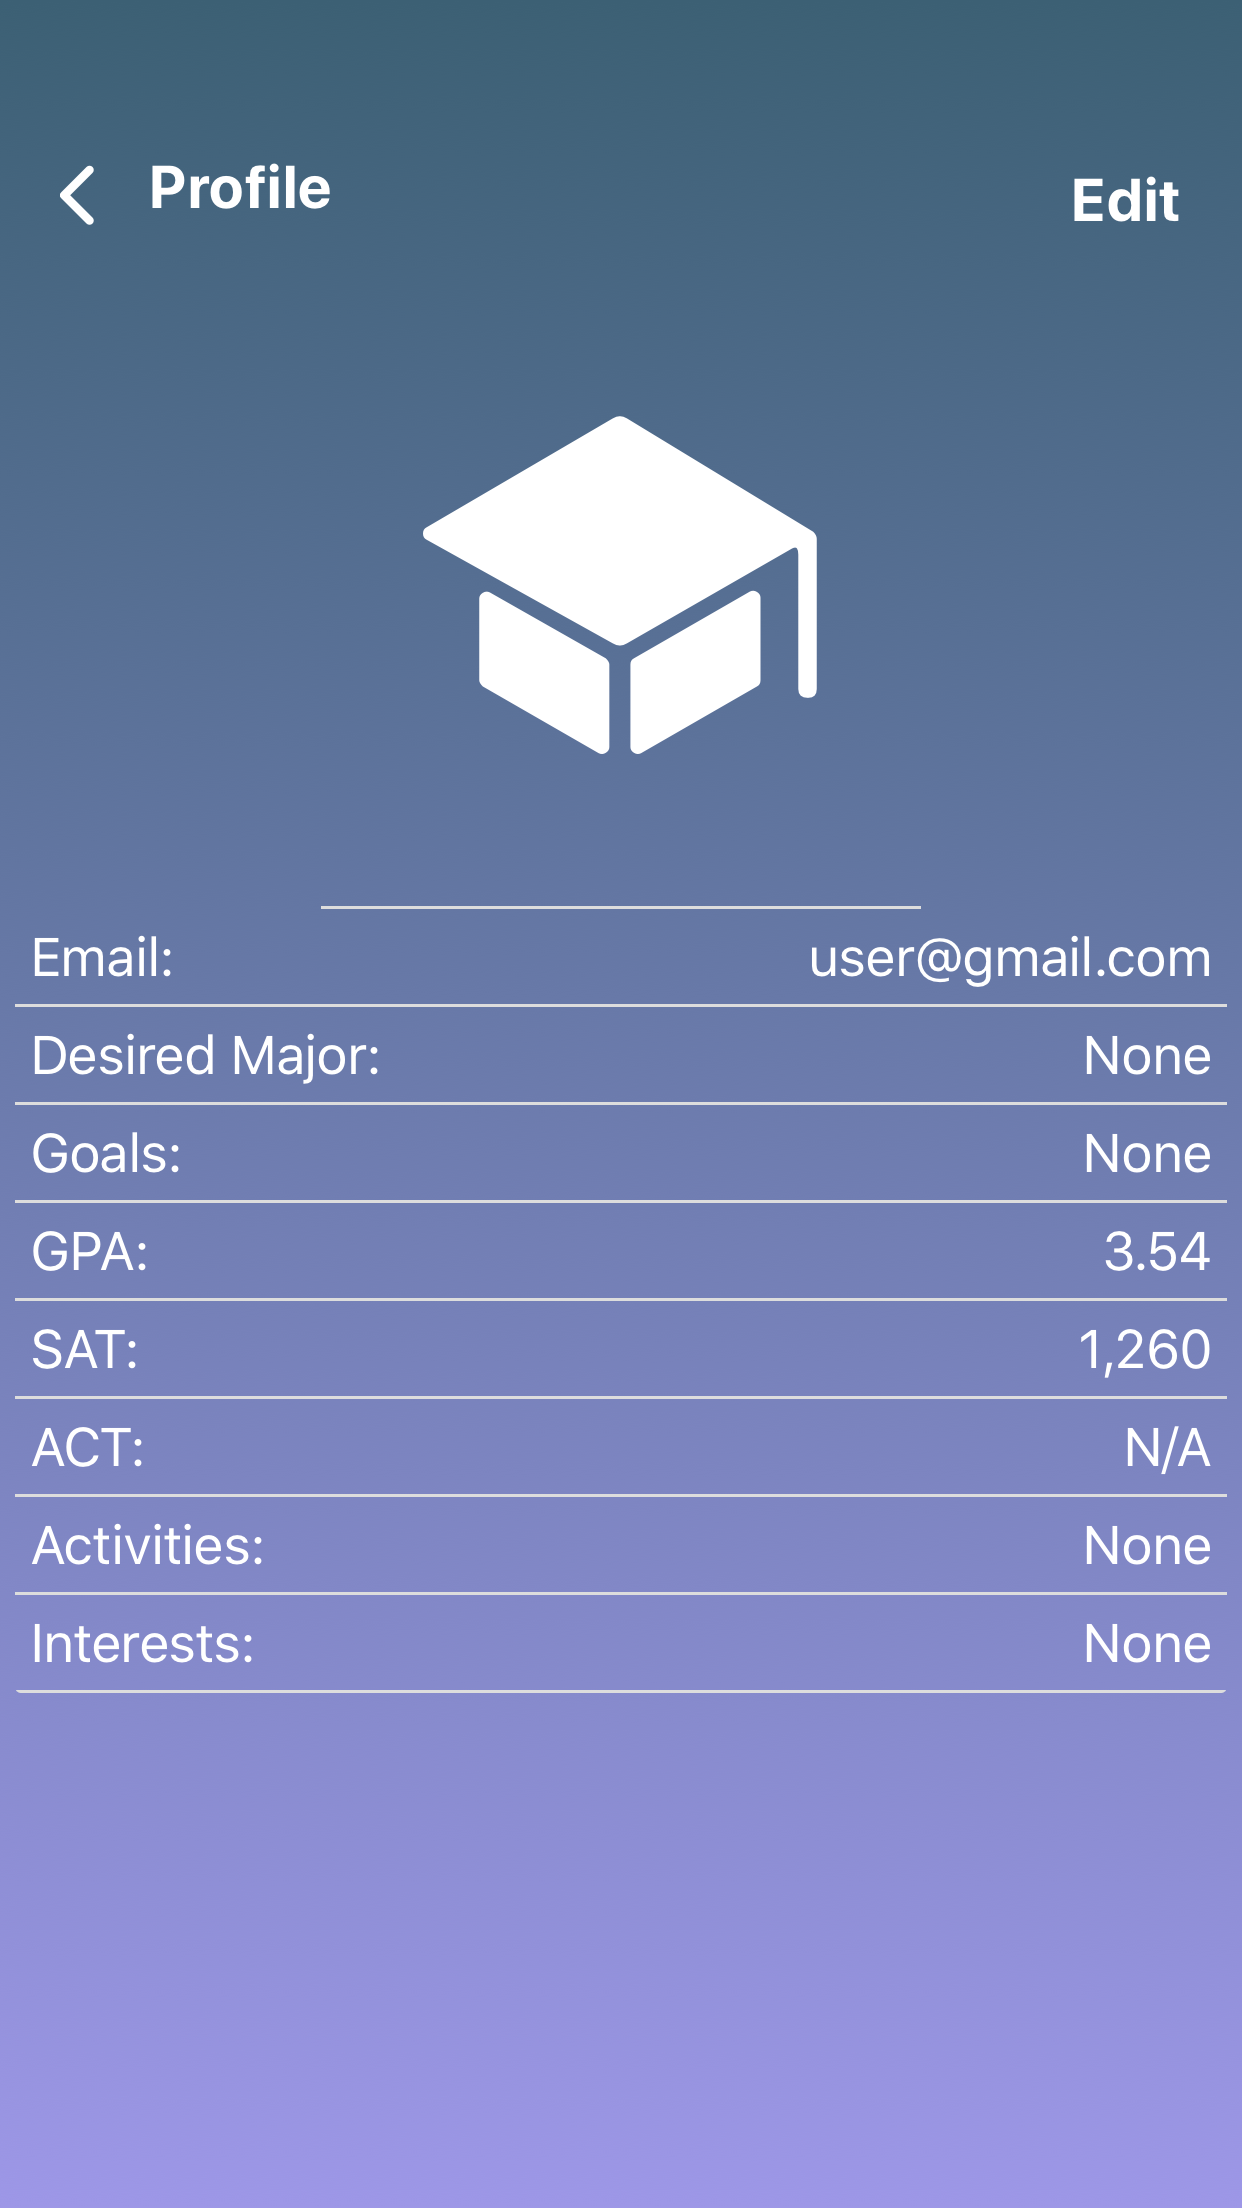 Profile
Edit
Email: user@gmail.com
Desired Major: None
Goals: None
GPA: 3.54
SAT: 1,260
ACT: N/A
Activities: None
Interests: None